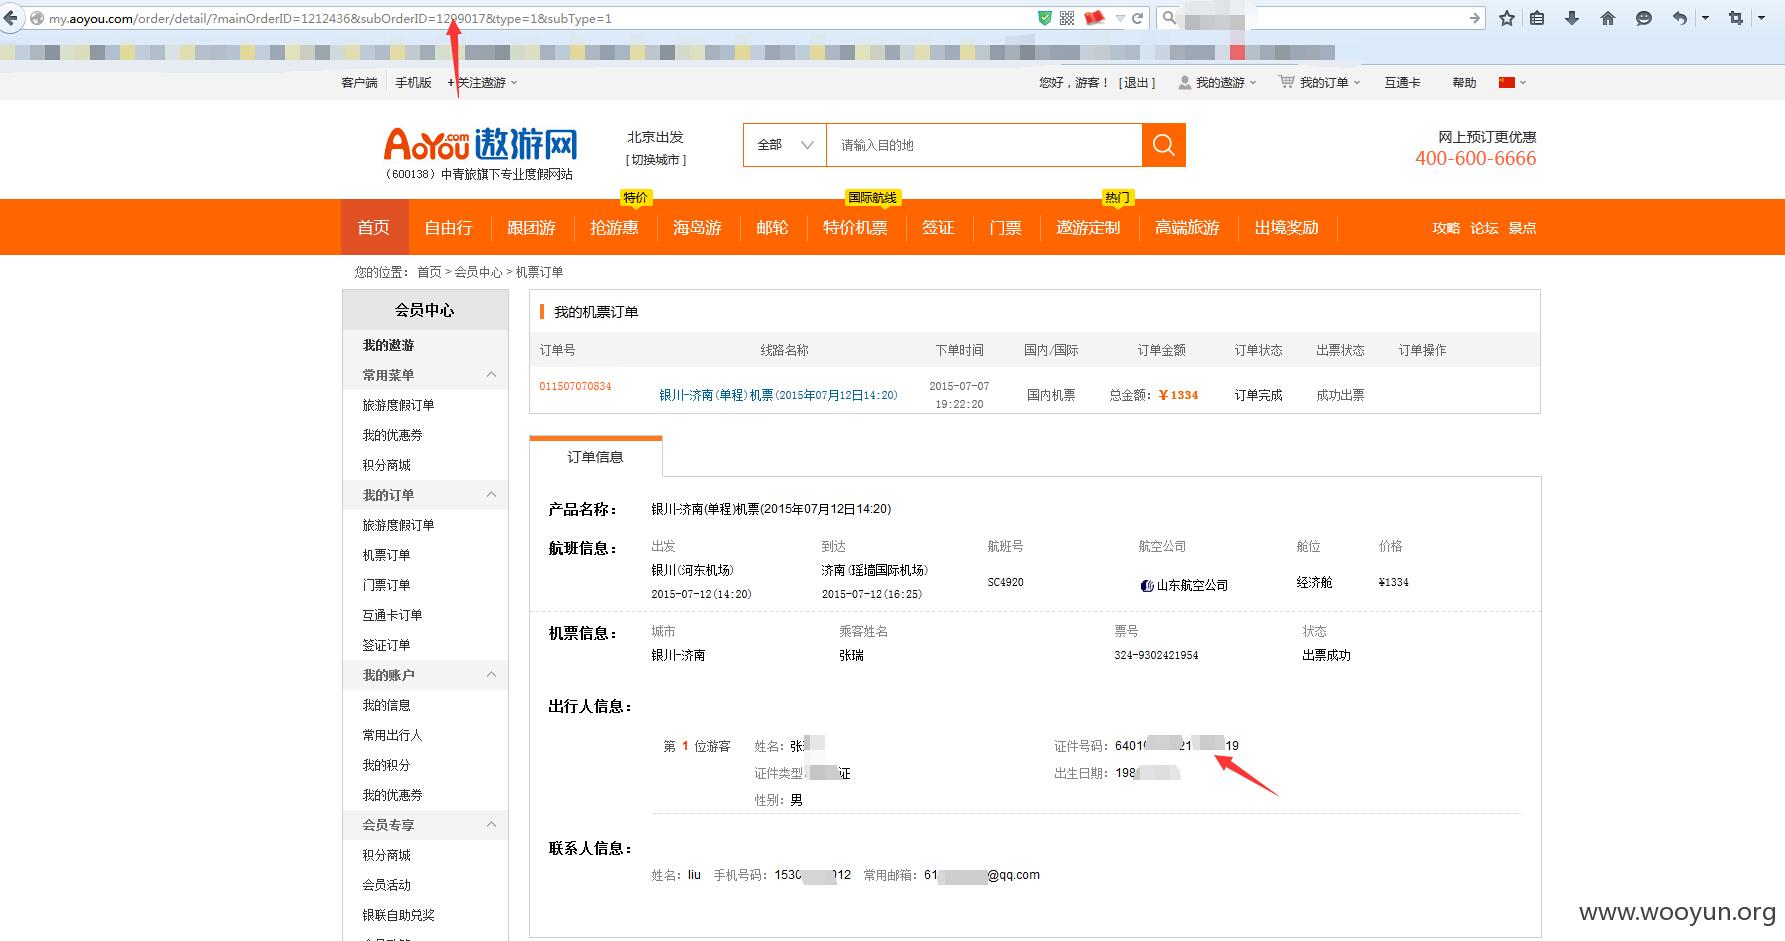 my.aoyou.com/order/detail/?mainOrderID=1212436&subOrderID=1299017&type=1&subType=1
客户端 手机版 +关注遨游 您好，游客！ [退出] 我的遨游 我的订单 互通卡 帮助
AoYou.com 遨游网
(600138) 中青旅旗下专业度假网站
北京出发
[切换城市]
全部 请输入目的地
网上预订更优惠
400-600-6666
特价 国际航线 热门
首页 自由行 跟团游 抢游惠 海岛游 邮轮 特价机票 签证 门票 遨游定制 高端旅游 出境奖励 攻略 论坛 景点
您的位置： 首页 > 会员中心 > 机票订单
会员中心
我的遨游
常用菜单
旅游度假订单
我的优惠券
积分商城
我的订单
旅游度假订单
机票订单
门票订单
互通卡订单
签证订单
我的账户
我的信息
常用出行人
我的积分
我的优惠券
会员专享
积分商城
会员活动
银联自助兑奖
我的机票订单
订单号 线路名称 下单时间 国内/国际 订单金额 订单状态 出票状态 订单操作
011507070834 银川-济南(单程)机票(2015年07月12日14:20) 2015-07-07 19:22:20 国内机票 总金额：￥1334 订单完成 成功出票
订单信息
产品名称： 银川-济南(单程)机票(2015年07月12日14:20)
航班信息： 出发 到达 航班号 航空公司 舱位 价格
银川(河东机场) 济南(瑶墙国际机场) SC4920 山东航空公司 经济舱 ¥1334
2015-07-12(14:20) 2015-07-12(16:25)
机票信息： 城市 乘客姓名 票号 状态
银川-济南 张瑞 324-9302421954 出票成功
出行人信息：
第 1 位游客 姓名：张 证件号码：6401 21 19
证件类型 证 出生日期：198
性别：男
联系人信息：
姓名：liu 手机号码：1530 012 常用邮箱：61 @qq.com
www.wooyun.org